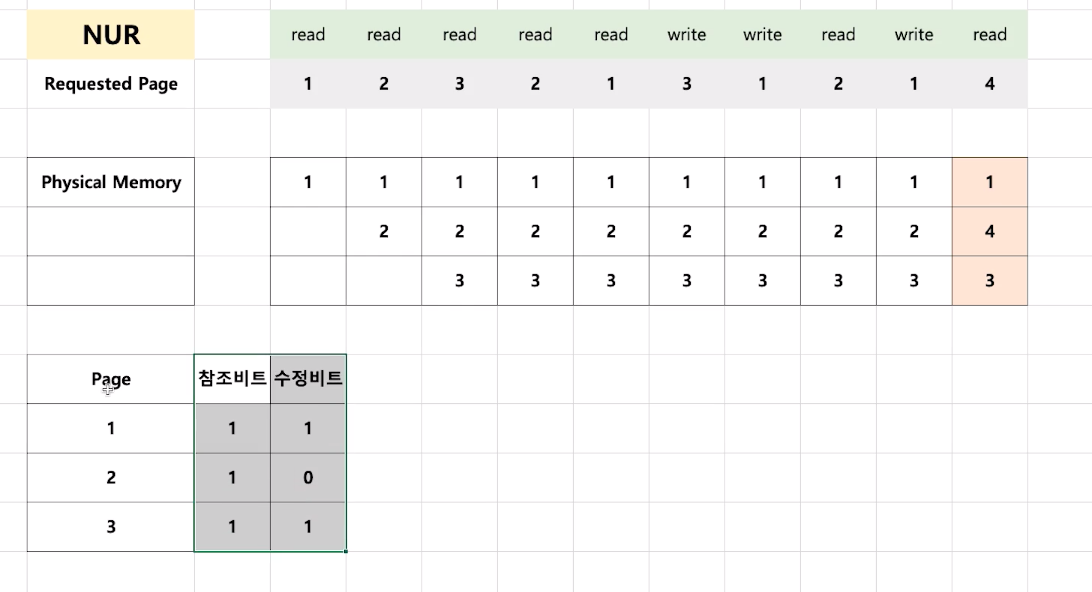 NUR read read read read read write write read write read
Requested Page 1 2 3 2 1 3 1 2 1 4
Physical Memory 1 1 1 1 1 1 1 1 1 1
2 2 2 2 2 2 2 2 4
3 3 3 3 3 3 3 3
Page 참조비트 수정비트
1 1 1
2 1 0
3 1 1